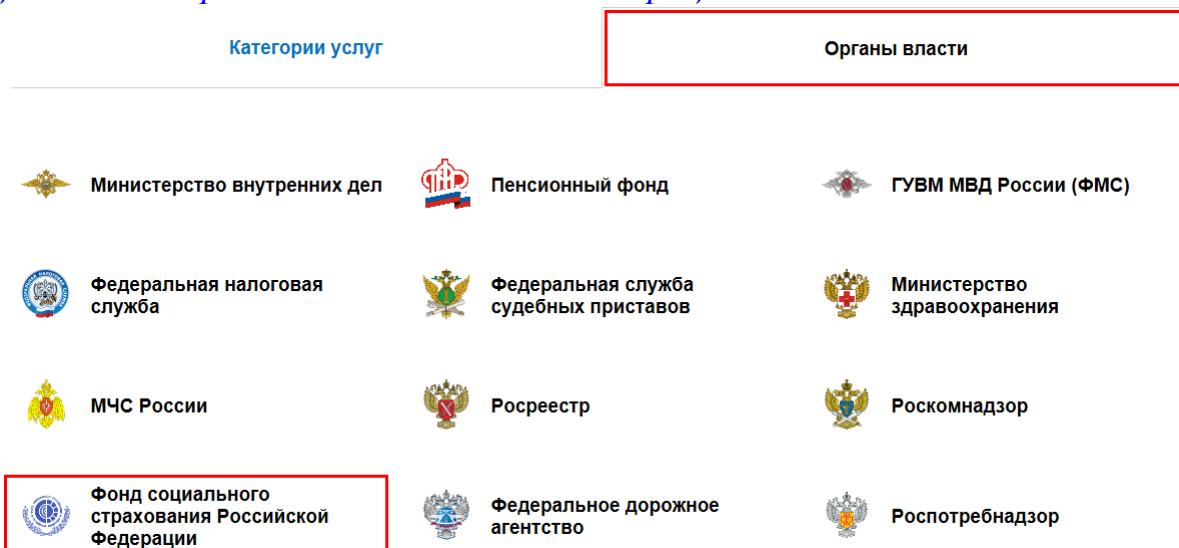 Категории услуг
Органы власти
Министерство внутренних дел
Пенсионный фонд
ГУВМ МВД России (ФМС)
Федеральная налоговая
служба
Федеральная служба
судебных приставов
Министерство
здравоохранения
МЧС России
Росреестр
Роскомнадзор
Фонд социального
страхования Российской
Федерации
Федеральное дорожное
агентство
Роспотребнадзор